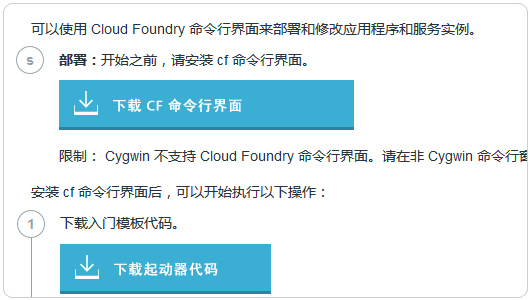 可以使用 Cloud Foundry 命令行界面来部署和修改应用程序和服务实例。
s 部署：开始之前，请安装 cf 命令行界面。
下载 CF 命令行界面
限制： Cygwin 不支持 Cloud Foundry 命令行界面。请在非 Cygwin 命令行窗
安装 cf 命令行界面后，可以开始执行以下操作：
1 下载入门模板代码。
下载起动器代码